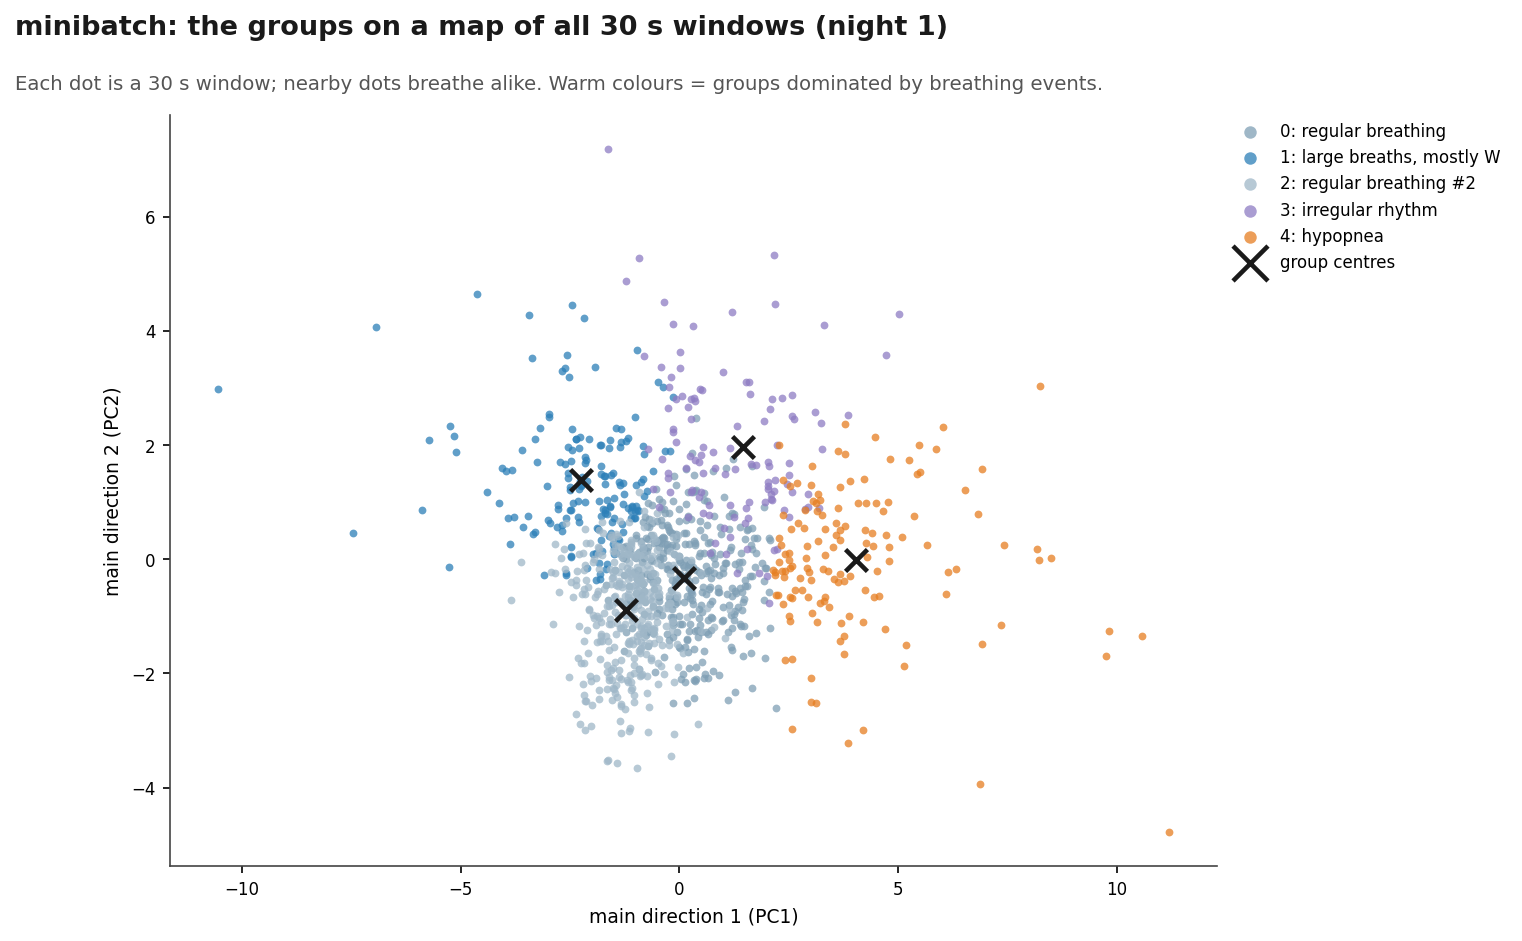 minibatch: the groups on a map of all 30 s windows (night 1)
Each dot is a 30 s window; nearby dots breathe alike. Warm colours = groups dominated by breathing events.
0: regular breathing
1: large breaths, mostly W
2: regular breathing #2
3: irregular rhythm
4: hypopnea
group centres
main direction 2 (PC2)
6
4
2
0
−2
−4
−10
−5
0
5
10
main direction 1 (PC1)